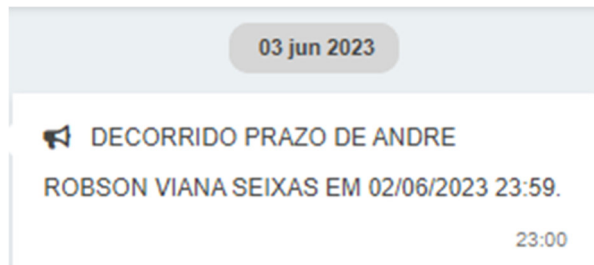 03 jun 2023
DECORRIDO PRAZO DE ANDRE
ROBSON VIANA SEIXAS EM 02/06/2023 23:59.
23:00